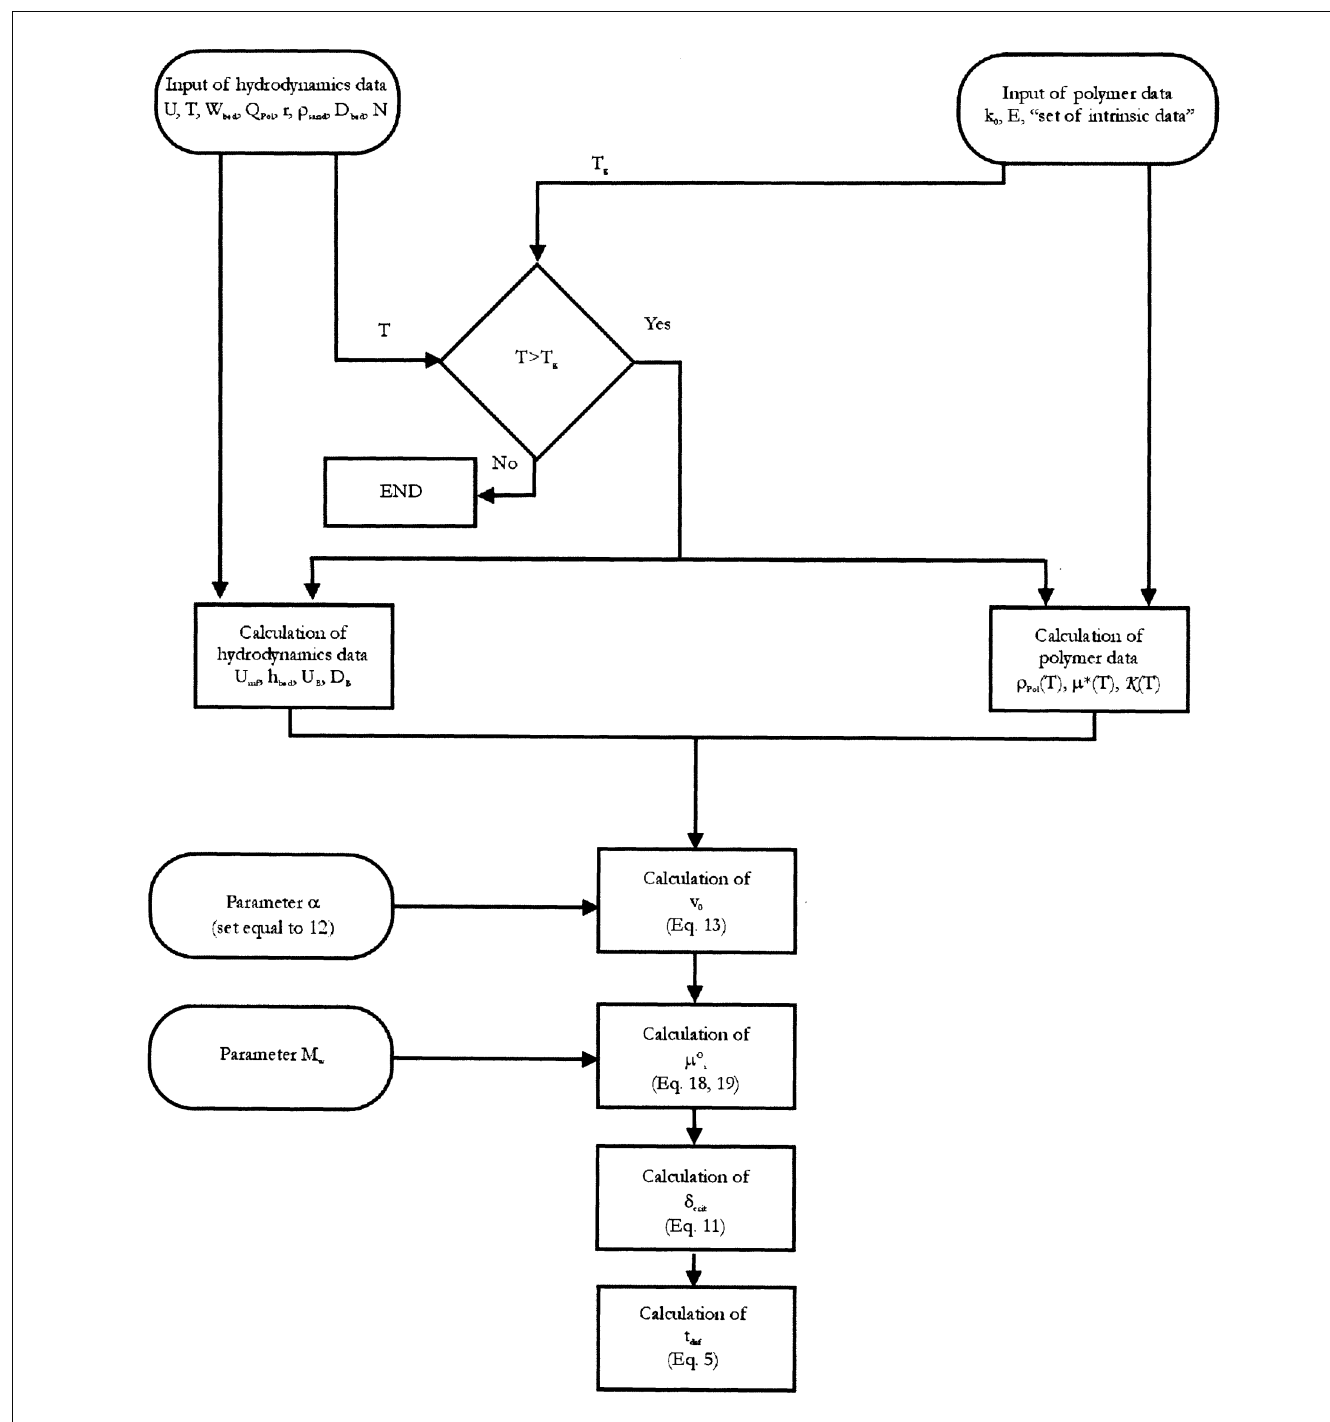 Input of hydrodynamics data
U, T, W_bed, Q_Pol, r, ρ_sand, D_bed, N
Input of polymer data
k₀, E, “set of intrinsic data”
T_g
T
T>T_g
Yes
No
END
Calculation of
hydrodynamics data
U_mf, h_bed, U_B, D_B
Calculation of
polymer data
ρ_Pol(T), μ*(T), K(T)
Calculation of
v₀
(Eq. 13)
Parameter α
(set equal to 12)
Calculation of
(Eq. 18, 19)
Parameter M_w
Calculation of
δ_crit
(Eq. 11)
Calculation of
t_def
(Eq. 5)